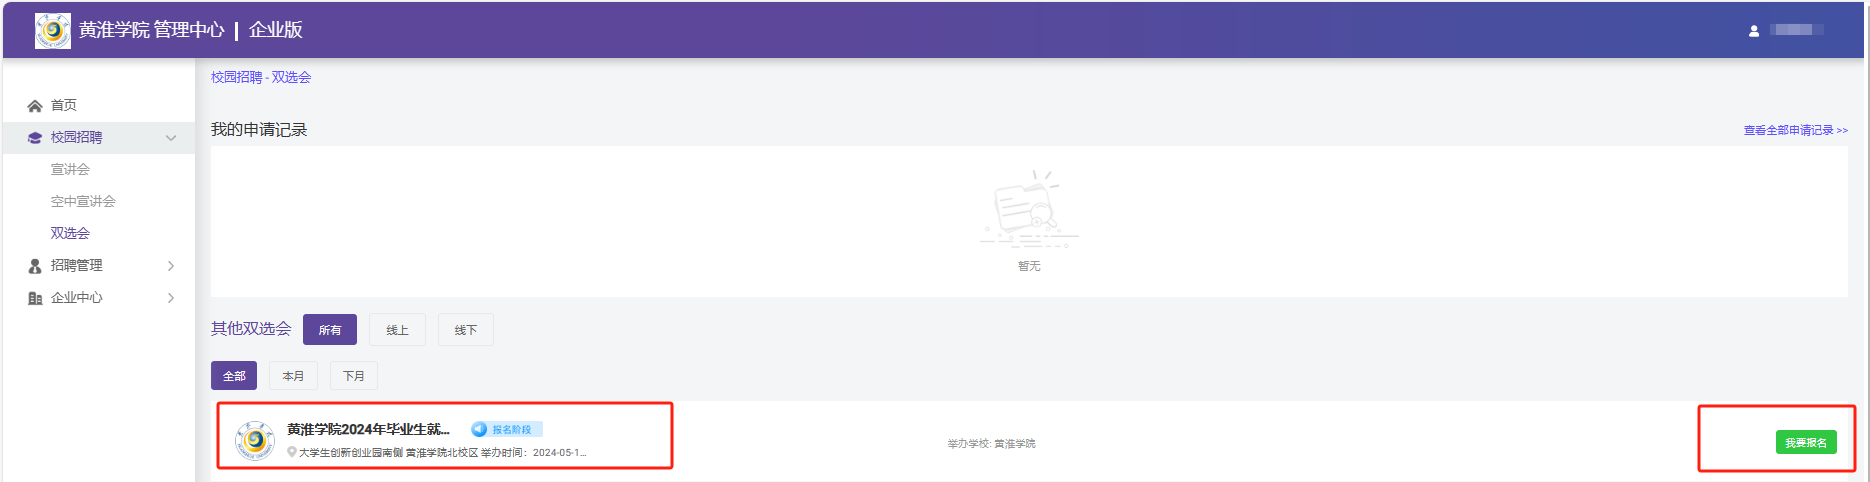 黄淮学院 管理中心 | 企业版
首页
校园招聘
宣讲会
空中宣讲会
双选会
招聘管理
企业中心
校园招聘 - 双选会
我的申请记录
查看全部申请记录 >>
暂无
其他双选会 所有 线上 线下
全部 本月 下月
黄淮学院2024年毕业生就... 报名阶段
大学生创新创业园南侧 黄淮学院北校区 举办时间：2024-05-1...
举办学校: 黄淮学院
我要报名